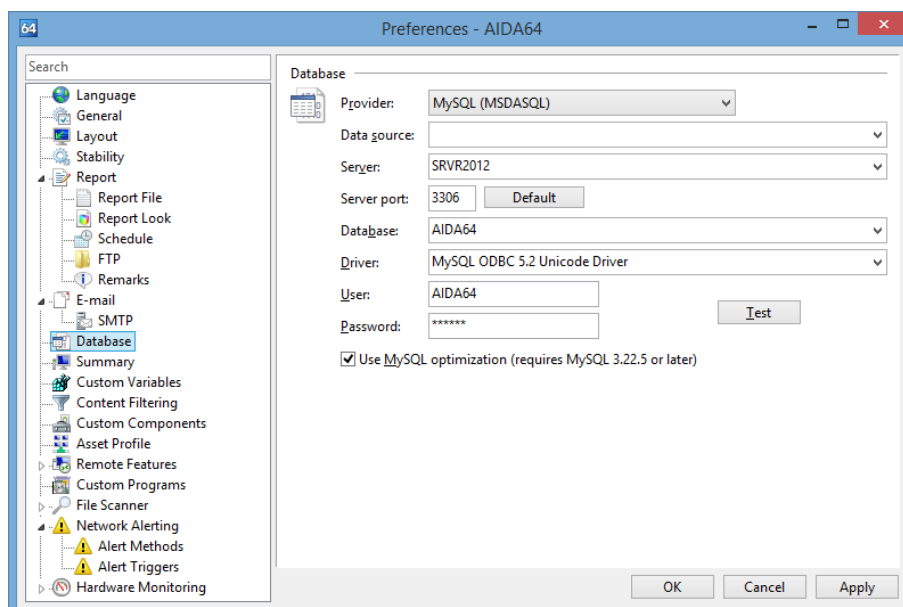 64
Preferences - AIDA64
Search
Language
General
Layout
Stability
Report
Report File
Report Look
Schedule
FTP
Remarks
E-mail
SMTP
Database
Summary
Custom Variables
Content Filtering
Custom Components
Asset Profile
Remote Features
Custom Programs
File Scanner
Network Alerting
Alert Methods
Alert Triggers
Hardware Monitoring
Database
Provider: MySQL (MSDASQL)
Data source:
Server: SRVR2012
Server port: 3306 Default
Database: AIDA64
Driver: MySQL ODBC 5.2 Unicode Driver
User: AIDA64
Password: ******
Test
Use MySQL optimization (requires MySQL 3.22.5 or later)
OK Cancel Apply